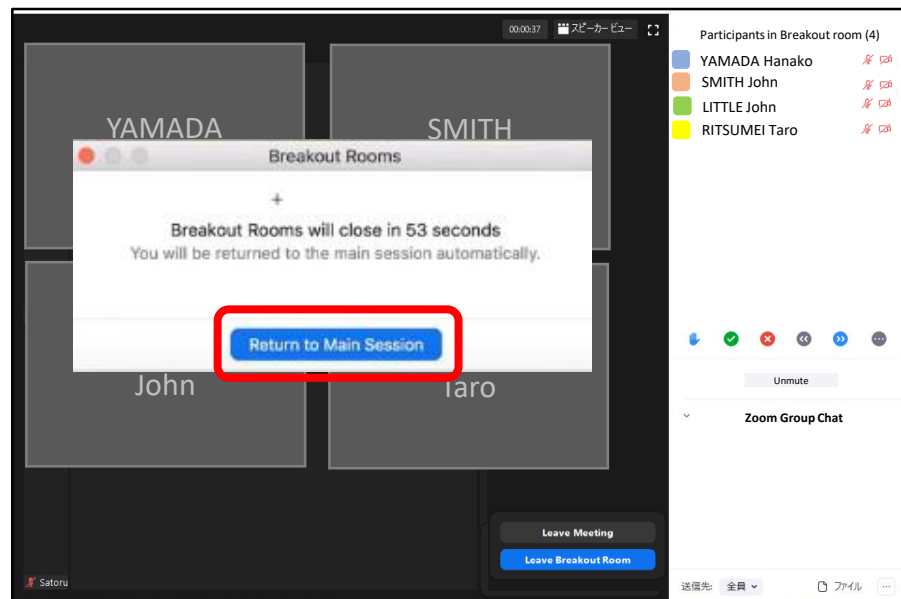 00:00:37
スピーカービュー
Participants in Breakout room (4)
YAMADA Hanako
SMITH John
LITTLE John
RITSUMEI Taro
YAMADA
SMITH
Breakout Rooms
Breakout Rooms will close in 53 seconds
You will be returned to the main session automatically.
Return to Main Session
John
Taro
Unmute
Zoom Group Chat
Leave Meeting
Leave Breakout Room
Satoru
送信先: 全員
ファイル